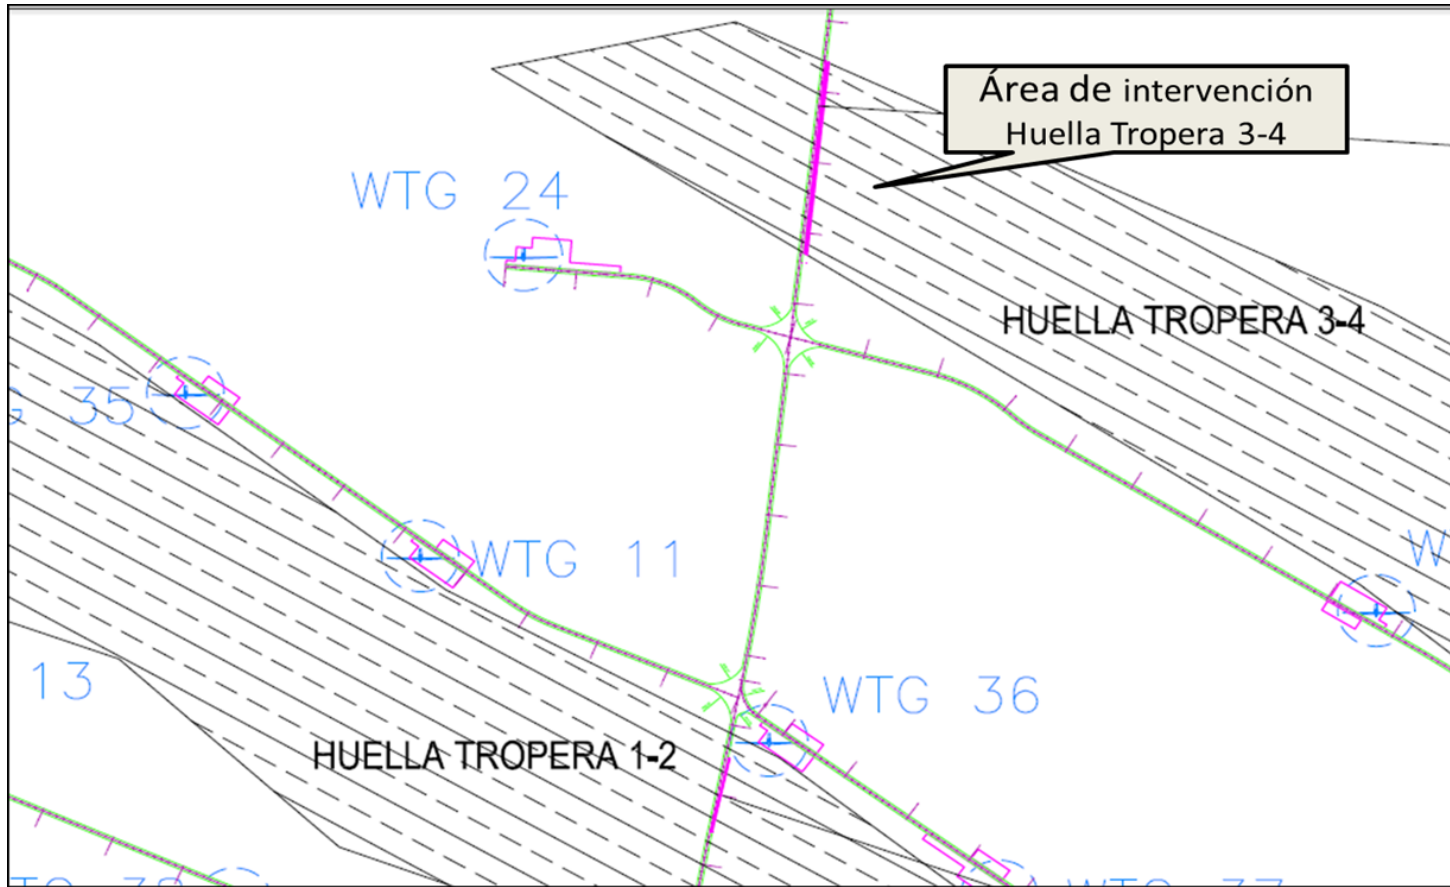 Área de intervención
Huella Tropera 3-4
WTG 24
HUELLA TROPERA 3-4
35
WTG 11
13
WTG 36
HUELLA TROPERA 1-2